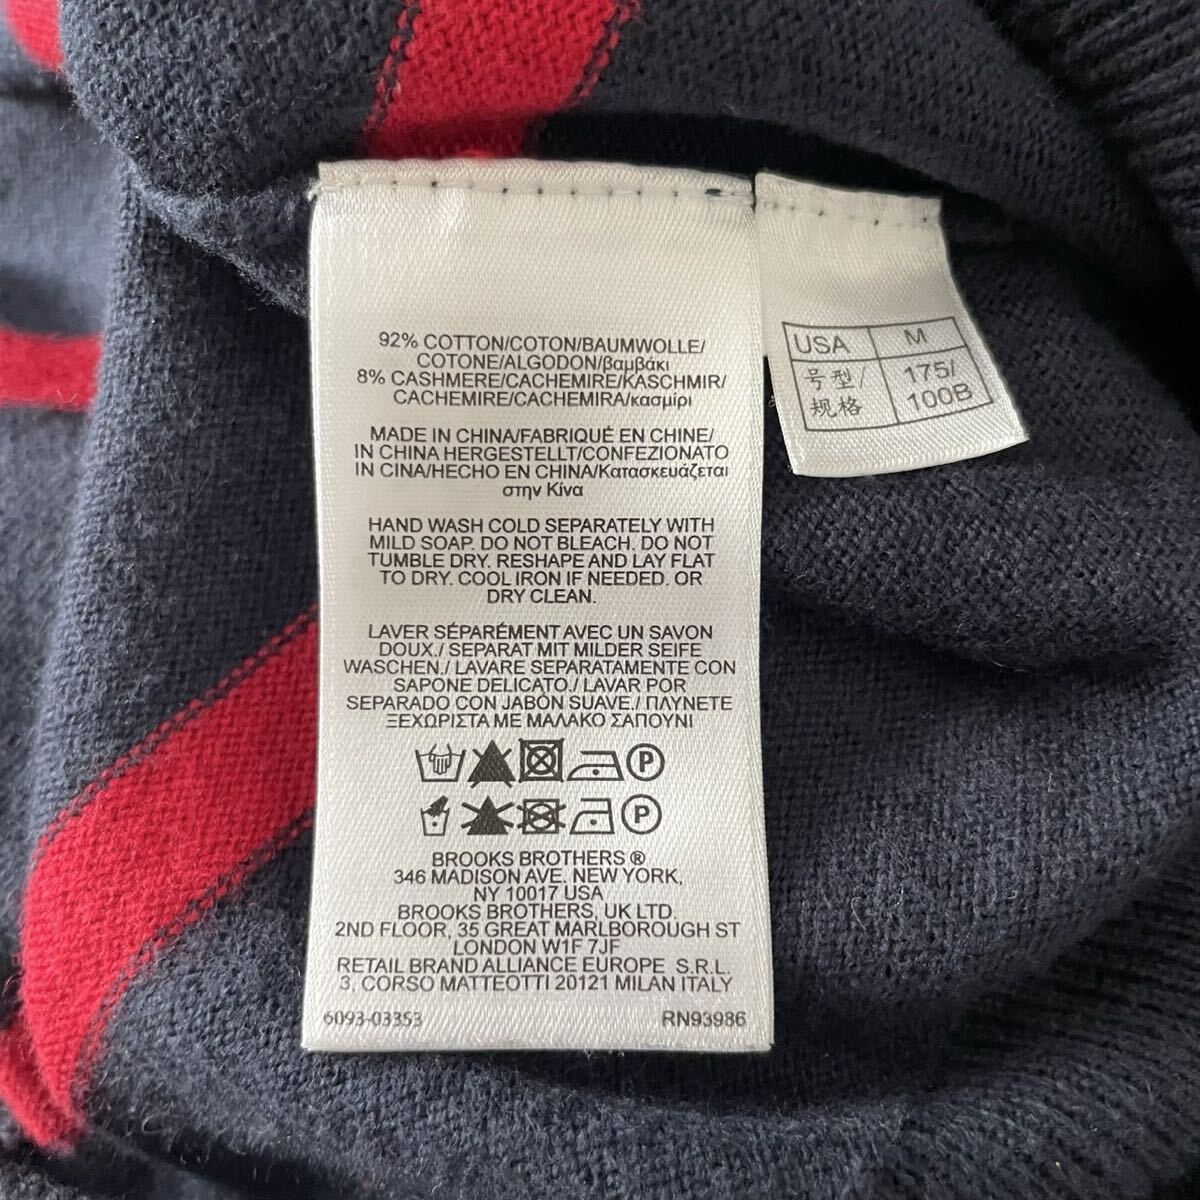 92% COTTON/COTON/BAUMWOLLE/
COTONE/ALGODON/βαμβάκι
8% CASHMERE/CACHEMIRE/KASCHMIR/
CACHEMIRE/CACHEMIRA/κασμίρι
MADE IN CHINA/FABRIQUÉ EN CHINE/
IN CHINA HERGESTELLT/CONFEZIONATO
IN CINA/HECHO EN CHINA/Κατασκευάζεται
στην Κίνα
HAND WASH COLD SEPARATELY WITH
MILD SOAP. DO NOT BLEACH. DO NOT
TUMBLE DRY. RESHAPE AND LAY FLAT
TO DRY. COOL IRON IF NEEDED. OR
DRY CLEAN.
LAVER SÉPARÉMENT AVEC UN SAVON
DOUX./ SEPARAT MIT MILDER SEIFE
WASCHEN./ LAVARE SEPARATAMENTE CON
SAPONE DELICATO./ LAVAR POR
SEPARADO CON JABÓN SUAVE./ ΠΛΥΝΕΤΕ
ΞΕΧΩΡΙΣΤΑ ΜΕ ΜΑΛΑΚΟ ΣΑΠΟΥΝΙ
P
P
BROOKS BROTHERS ®
346 MADISON AVE. NEW YORK,
NY 10017 USA
BROOKS BROTHERS, UK LTD.
2ND FLOOR, 35 GREAT MARLBOROUGH ST
LONDON W1F 7JF
RETAIL BRAND ALLIANCE EUROPE S.R.L.
3, CORSO MATTEOTTI 20121 MILAN ITALY
6093-03353 RN93986
USA M
号型/ 175/
规格 100B